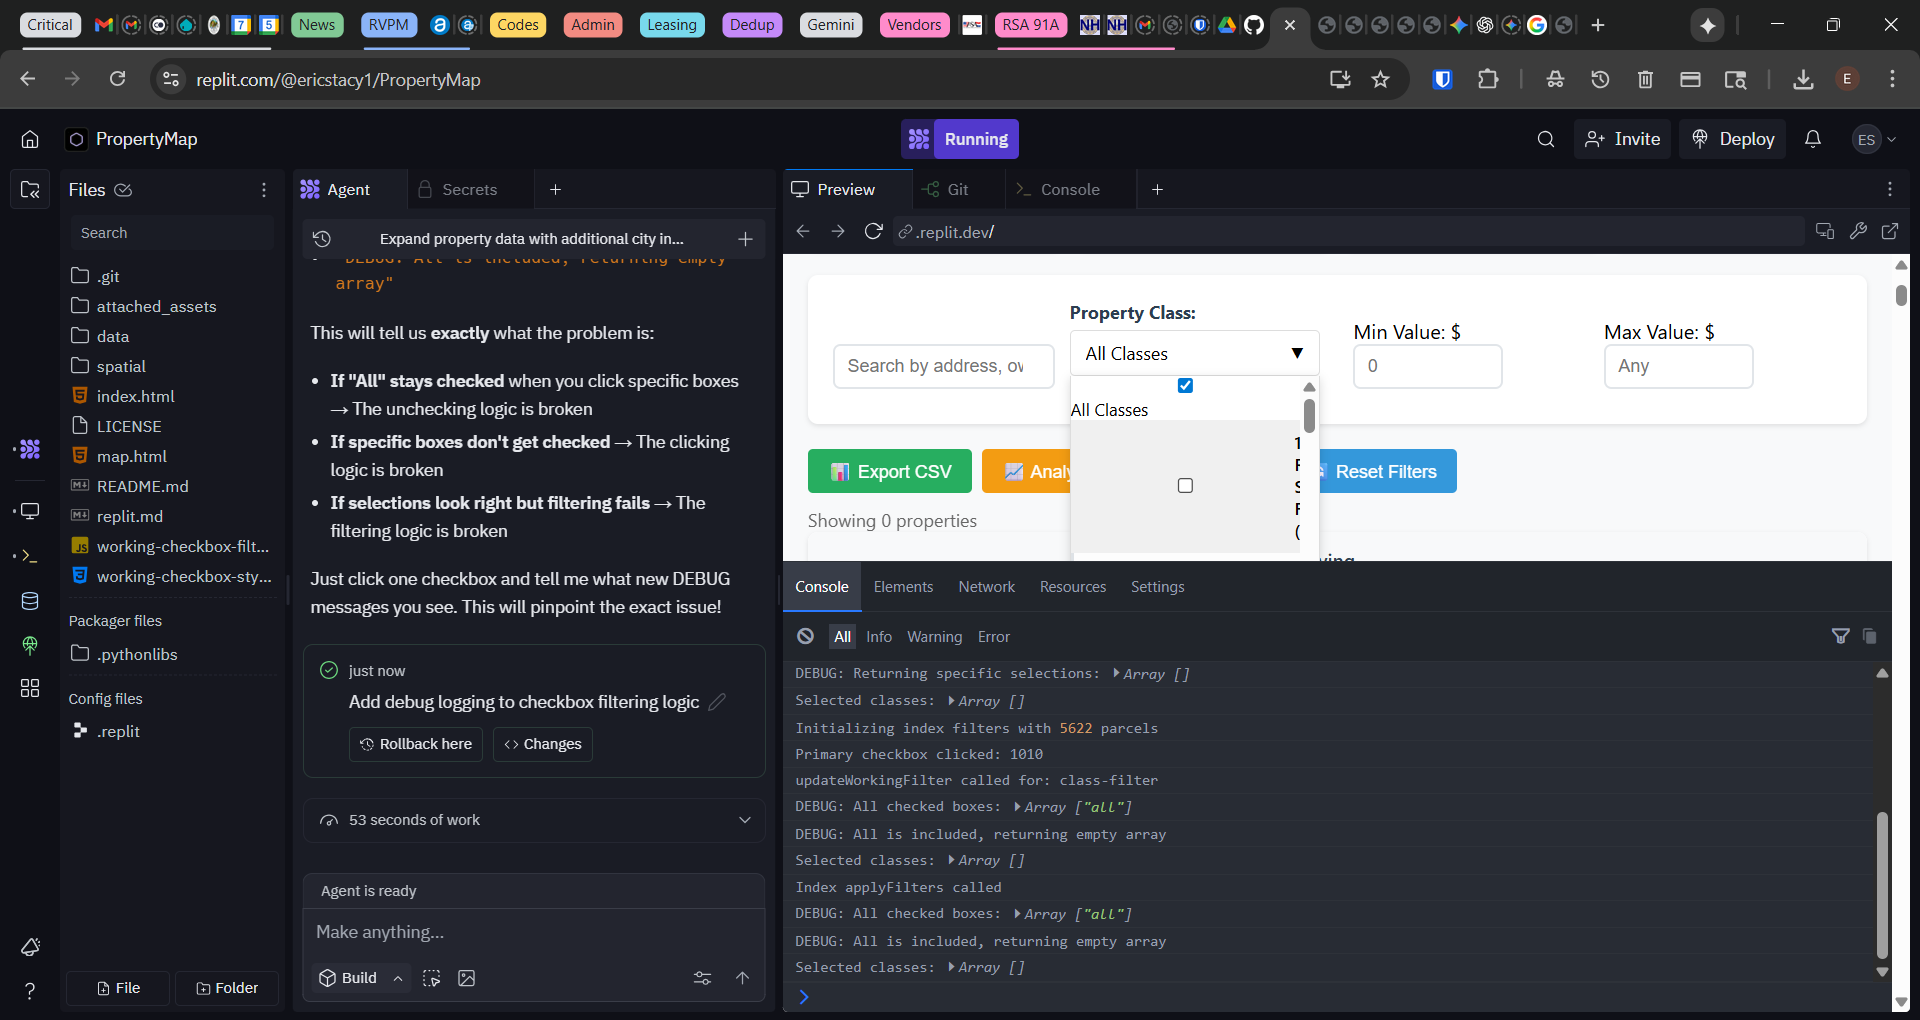 Critical
7
5
News
RVPM
Codes
Admin
Leasing
Dedup
Gemini
Vendors
RSA 91A
NH
NH
replit.com/@ericstacy1/PropertyMap
E
PropertyMap
Running
Invite
Deploy
ES
Files
Search
.git
attached_assets
data
spatial
index.html
LICENSE
map.html
README.md
replit.md
working-checkbox-filt...
working-checkbox-sty...
Packager files
.pythonlibs
Config files
.replit
File
Folder
Agent
Secrets
Expand property data with additional city in...
"DEBUG: All is included, returning empty
array"
This will tell us exactly what the problem is:
• If "All" stays checked when you click specific boxes
→ The unchecking logic is broken
• If specific boxes don't get checked → The clicking
logic is broken
• If selections look right but filtering fails → The
filtering logic is broken
Just click one checkbox and tell me what new DEBUG
messages you see. This will pinpoint the exact issue!
just now
Add debug logging to checkbox filtering logic
Rollback here
Changes
53 seconds of work
Agent is ready
Make anything...
Build
Preview
Git
Console
.replit.dev/
Property Class:
Search by address, ov
All Classes
Min Value: $
0
Max Value: $
Any
All Classes
1
F
S
F
(
Export CSV
Analy
Reset Filters
Showing 0 properties
Console
Elements
Network
Resources
Settings
All
Info
Warning
Error
DEBUG: Returning specific selections: Array []
Selected classes: Array []
Initializing index filters with 5622 parcels
Primary checkbox clicked: 1010
updateWorkingFilter called for: class-filter
DEBUG: All checked boxes: Array ["all"]
DEBUG: All is included, returning empty array
Selected classes: Array []
Index applyFilters called
DEBUG: All checked boxes: Array ["all"]
DEBUG: All is included, returning empty array
Selected classes: Array []